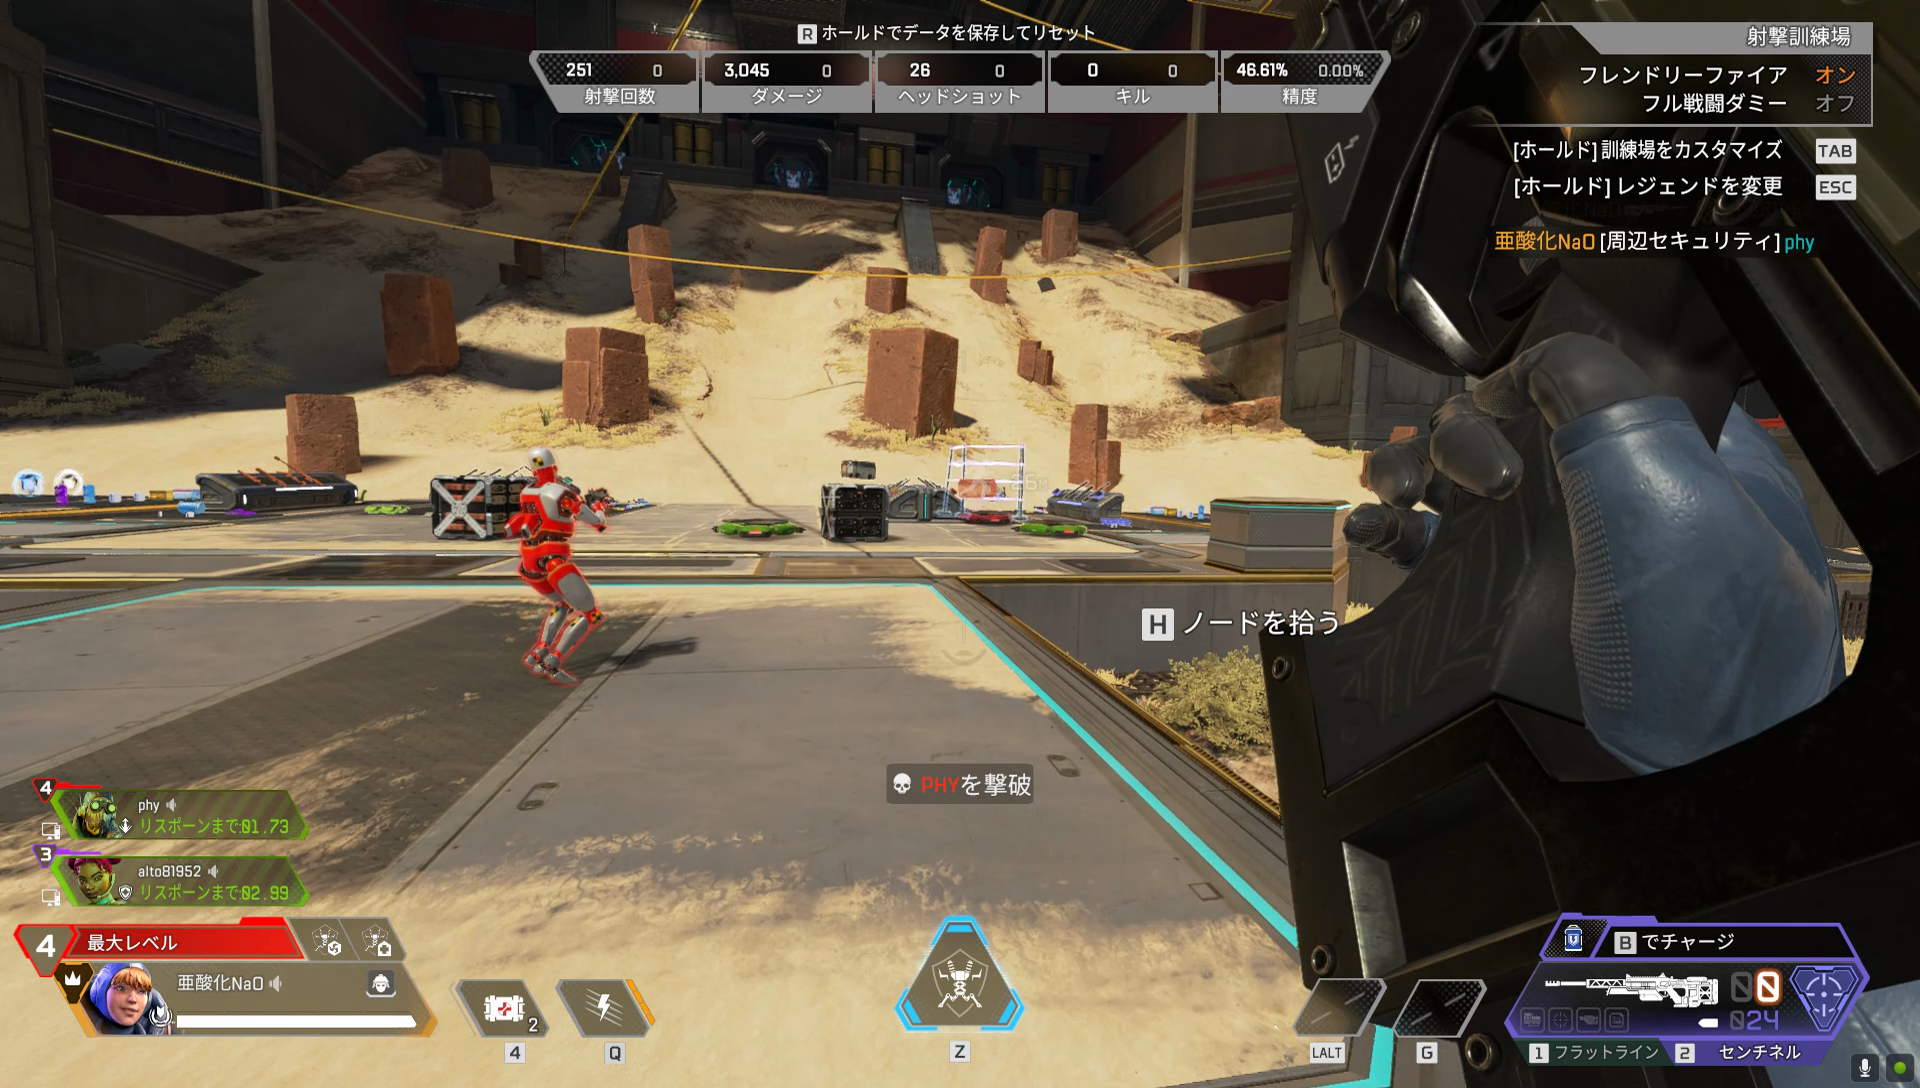 R ホールドでデータを保存してリセット
251 0
射撃回数
3,045 0
ダメージ
26 0
ヘッドショット
0 0
キル
46.61% 0.00%
精度
射撃訓練場
フレンドリーファイア オン
フル戦闘ダミー オフ
[ホールド]訓練場をカスタマイズ TAB
[ホールド]レジェンドを変更 ESC
亜酸化NaO[周辺セキュリティ]phy
H ノードを拾う
PHYを撃破
4
phy
リスポーンまで:01.73
3
alto81952
リスポーンまで:02.99
4 最大レベル
亜酸化NaO
2
4
Q
Z
LALT
G
B でチャージ
00
024
1 フラットライン
2 センチネル